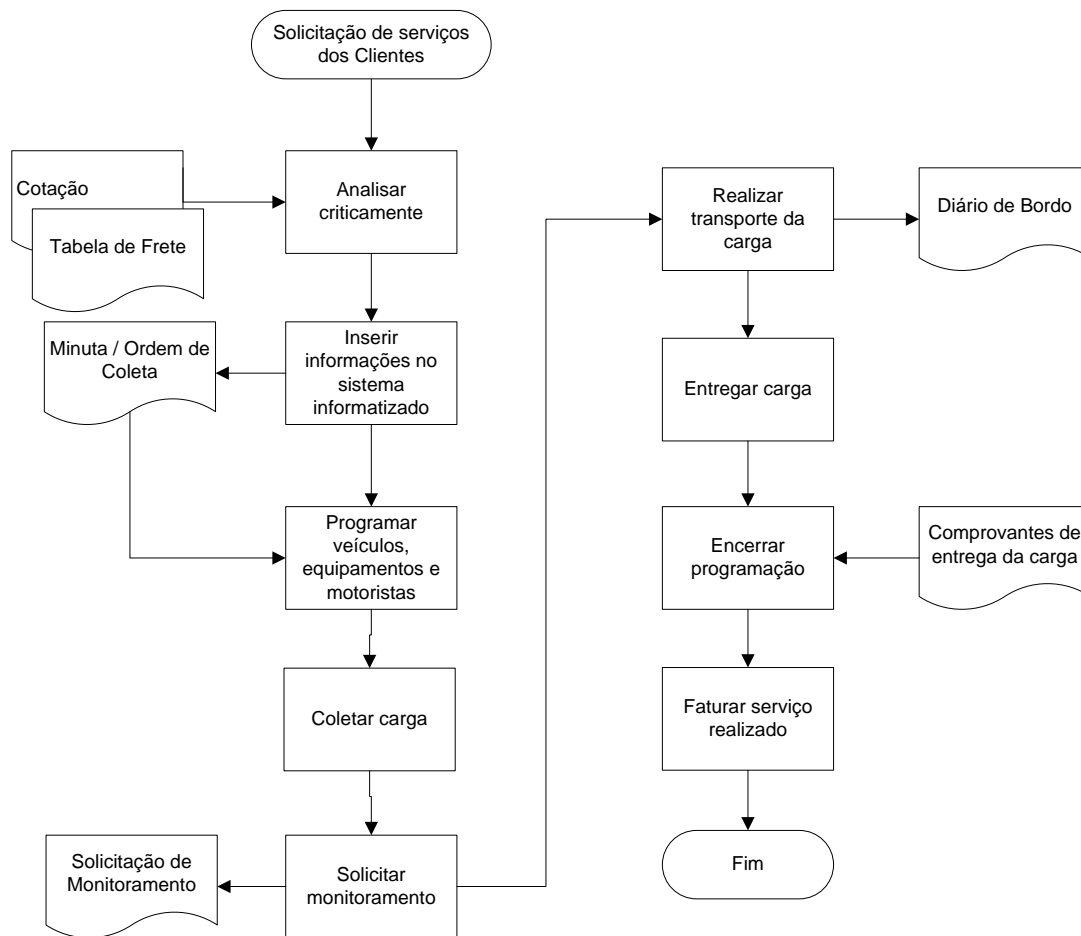 Solicitação de serviços
dos Clientes
Cotação
Tabela de Frete
Analisar
criticamente
Minuta / Ordem de
Coleta
Inserir
informações no
sistema
informatizado
Programar
veículos,
equipamentos e
motoristas
Coletar carga
Solicitação de
Monitoramento
Solicitar
monitoramento
Realizar
transporte da
carga
Diário de Bordo
Entregar carga
Encerrar
programação
Comprovantes de
entrega da carga
Faturar serviço
realizado
Fim